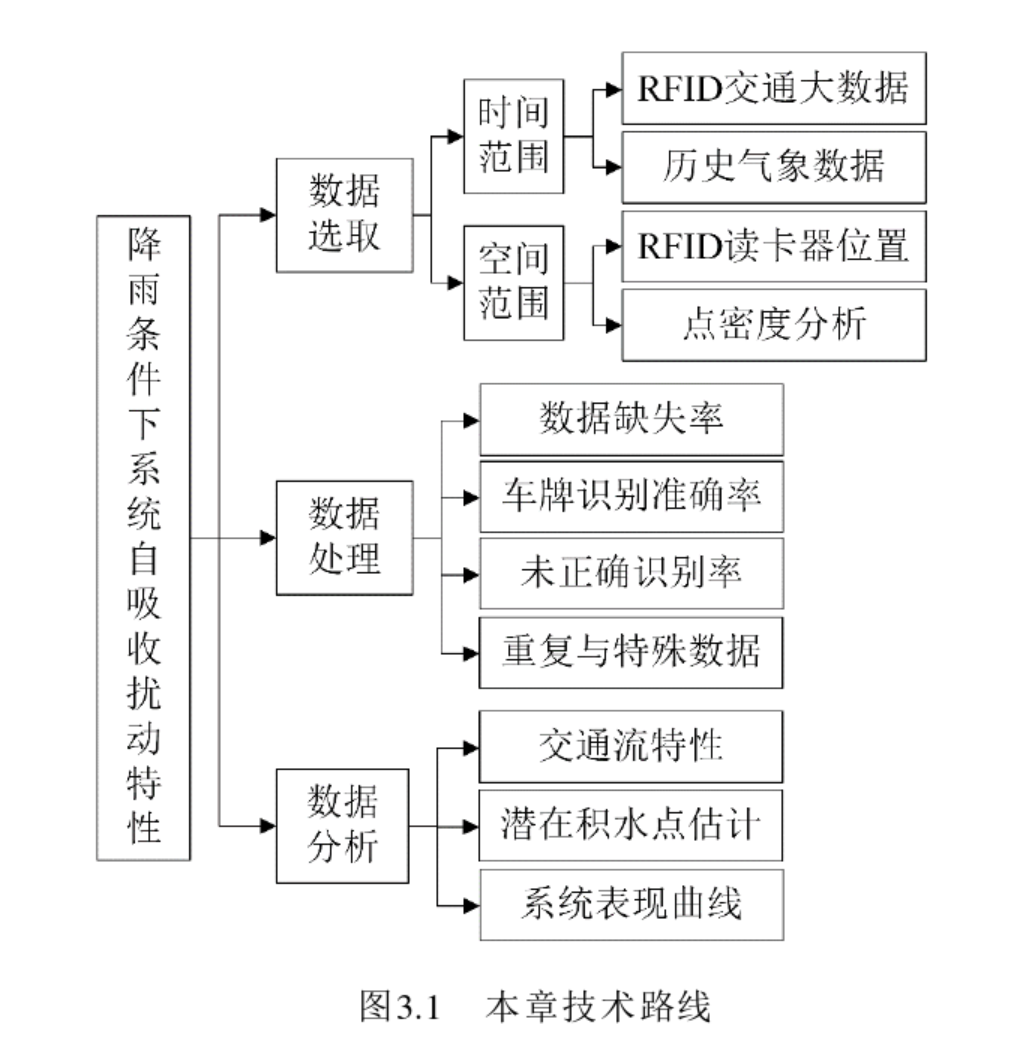 降雨条件下系统自吸收扰动特性
数据
选取
时间
范围
RFID交通大数据
历史气象数据
空间
范围
RFID读卡器位置
点密度分析
数据
处理
数据缺失率
车牌识别准确率
未正确识别率
重复与特殊数据
数据
分析
交通流特性
潜在积水点估计
系统表现曲线
图3.1 本章技术路线